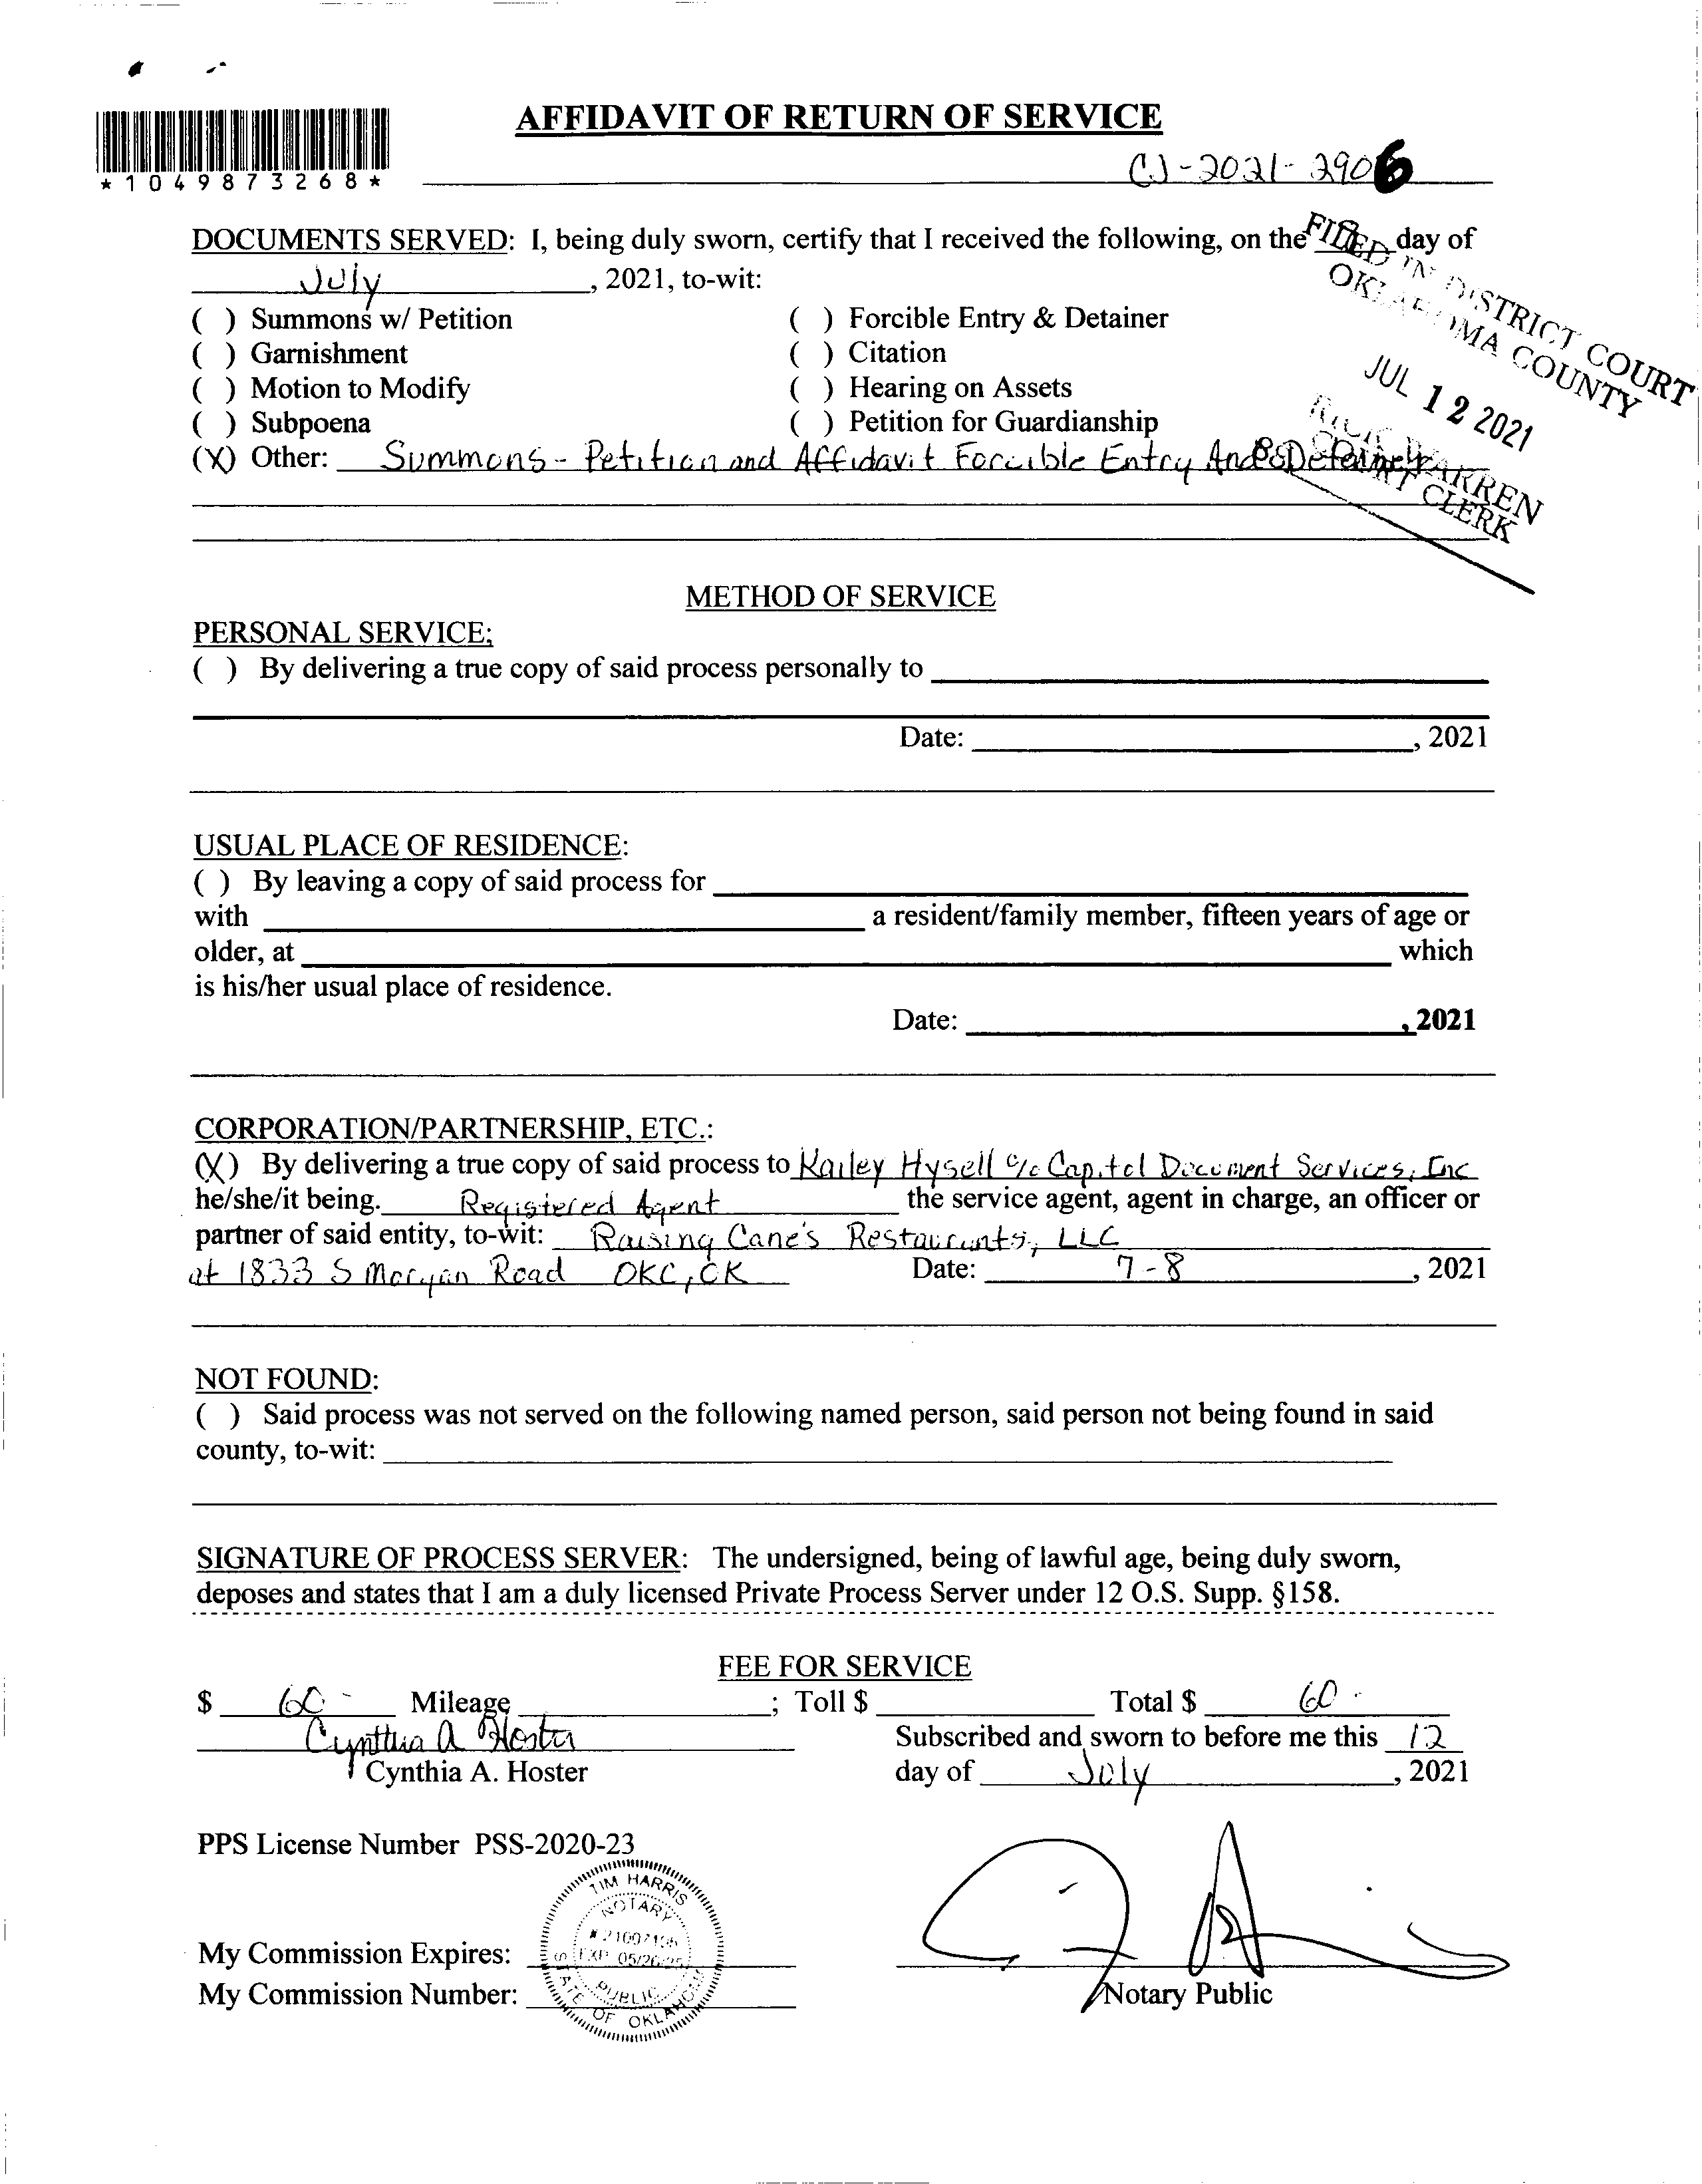 AFFIDAVIT OF RETURN OF SERVICE
*1049873268*
CJ-2021-2906
DOCUMENTS SERVED: I, being duly sworn, certify that I received the following, on the day of
July, 2021, to-wit:
FILED IN DISTRICT COURT
OKLAHOMA COUNTY
JUL 12 2021
RICK WARREN
COURT CLERK
( ) Summons w/ Petition ( ) Forcible Entry & Detainer
( ) Garnishment ( ) Citation
( ) Motion to Modify ( ) Hearing on Assets
( ) Subpoena ( ) Petition for Guardianship
(X) Other: Summons - Petition and Affidavit Forcible Entry And Detainer
METHOD OF SERVICE
PERSONAL SERVICE:
( ) By delivering a true copy of said process personally to
Date: , 2021
USUAL PLACE OF RESIDENCE:
( ) By leaving a copy of said process for
with a resident/family member, fifteen years of age or
older, at which
is his/her usual place of residence.
Date: , 2021
CORPORATION/PARTNERSHIP, ETC.:
(X) By delivering a true copy of said process to Kailey Hysell c/o Capitol Document Services, Inc
he/she/it being. Registered Agent the service agent, agent in charge, an officer or
partner of said entity, to-wit: Raising Cane's Restaurants, LLC
at 1833 S Morgan Road OKC, OK Date: 7-8, 2021
NOT FOUND:
( ) Said process was not served on the following named person, said person not being found in said
county, to-wit:
SIGNATURE OF PROCESS SERVER: The undersigned, being of lawful age, being duly sworn,
deposes and states that I am a duly licensed Private Process Server under 12 O.S. Supp. §158.
FEE FOR SERVICE
$ 60 - Mileage ; Toll $ Total $ 60 -
Cynthia A Hoster Subscribed and sworn to before me this 12
Cynthia A. Hoster day of July, 2021
PPS License Number PSS-2020-23
TIM HARRIS
NOTARY
EXP 05/26/25
PUBLIC
STATE OF OKLAHOMA
My Commission Expires:
My Commission Number:
Notary Public